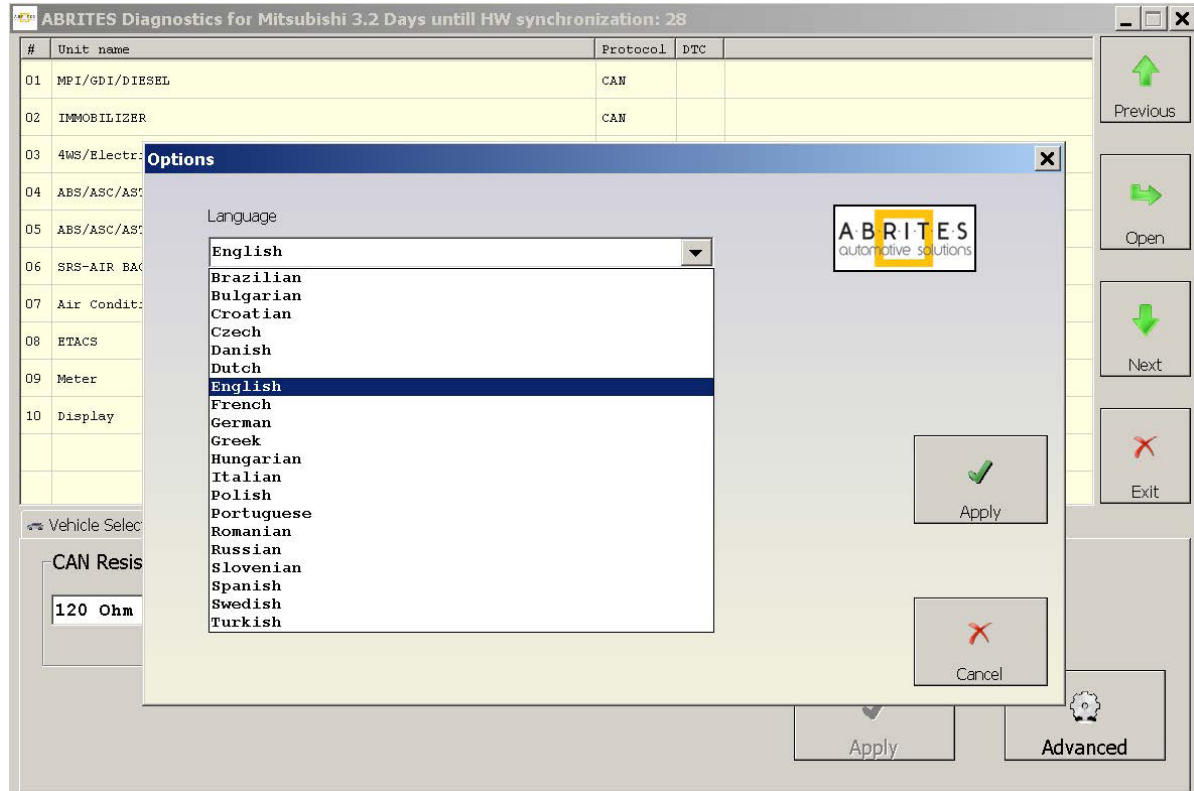 ABRITES Diagnostics for Mitsubishi 3.2 Days untill HW synchronization: 28
# Unit name Protocol DTC
01 MPI/GDI/DIESEL CAN
02 IMMOBILIZER CAN
03 4WS/Electr
04 ABS/ASC/AST
05 ABS/ASC/AST
06 SRS-AIR BAG
07 Air Condit
08 ETACS
09 Meter
10 Display
Previous
Open
Next
Exit
Options
Language
English
Brazilian
Bulgarian
Croatian
Czech
Danish
Dutch
English
French
German
Greek
Hungarian
Italian
Polish
Portuguese
Romanian
Russian
Slovenian
Spanish
Swedish
Turkish
A·B·R·I·T·E·S
automotive solutions
Apply
Cancel
Vehicle Selec
CAN Resis
120 Ohm
Apply
Advanced